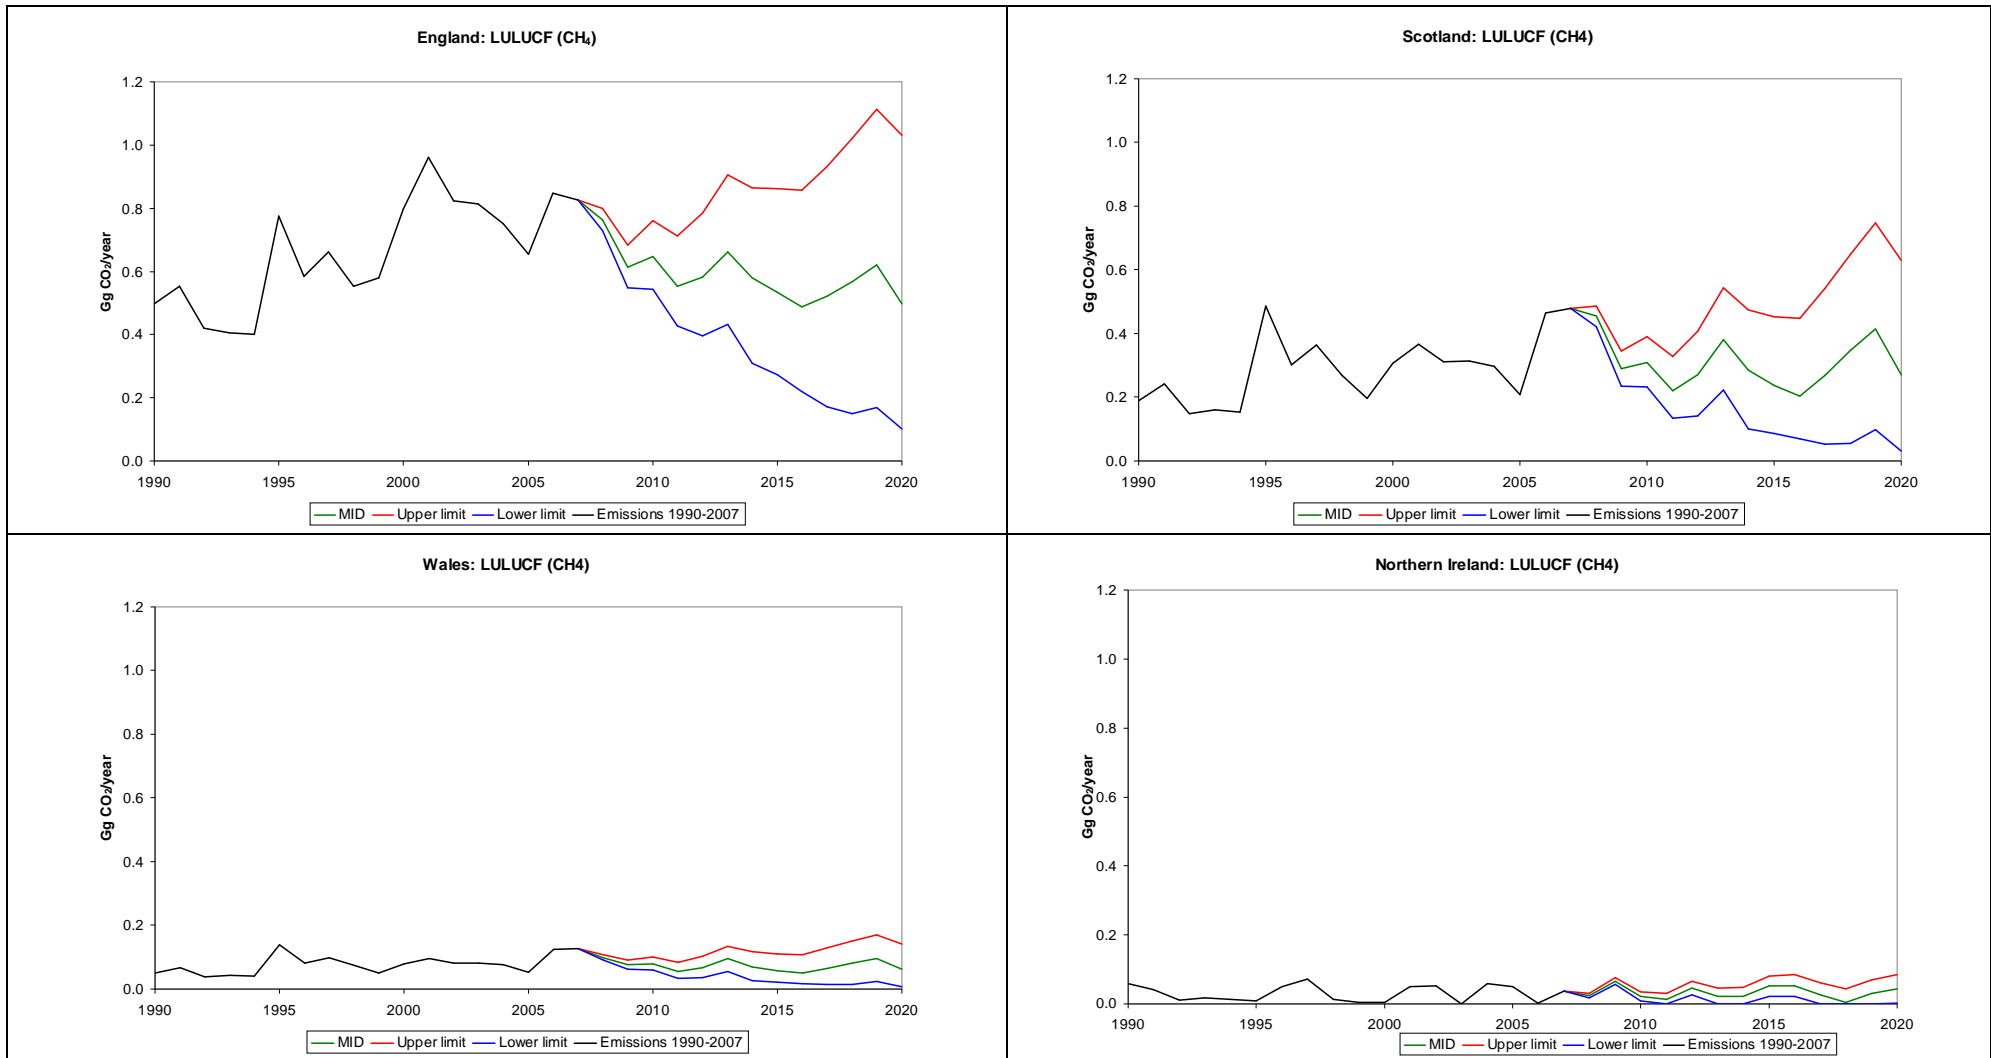 England: LULUCF (CH₄)
Gg CO₂/year
1.2
1.0
0.8
0.6
0.4
0.2
0.0
1990 1995 2000 2005 2010 2015 2020
MID Upper limit Lower limit Emissions 1990-2007
Scotland: LULUCF (CH4)
Gg CO₂/year
1.2
1.0
0.8
0.6
0.4
0.2
0.0
1990 1995 2000 2005 2010 2015 2020
MID Upper limit Lower limit Emissions 1990-2007
Wales: LULUCF (CH4)
Gg CO₂/year
1.2
1.0
0.8
0.6
0.4
0.2
0.0
1990 1995 2000 2005 2010 2015 2020
MID Upper limit Lower limit Emissions 1990-2007
Northern Ireland: LULUCF (CH4)
Gg CO₂/year
1.2
1.0
0.8
0.6
0.4
0.2
0.0
1990 1995 2000 2005 2010 2015 2020
MID Upper limit Lower limit Emissions 1990-2007